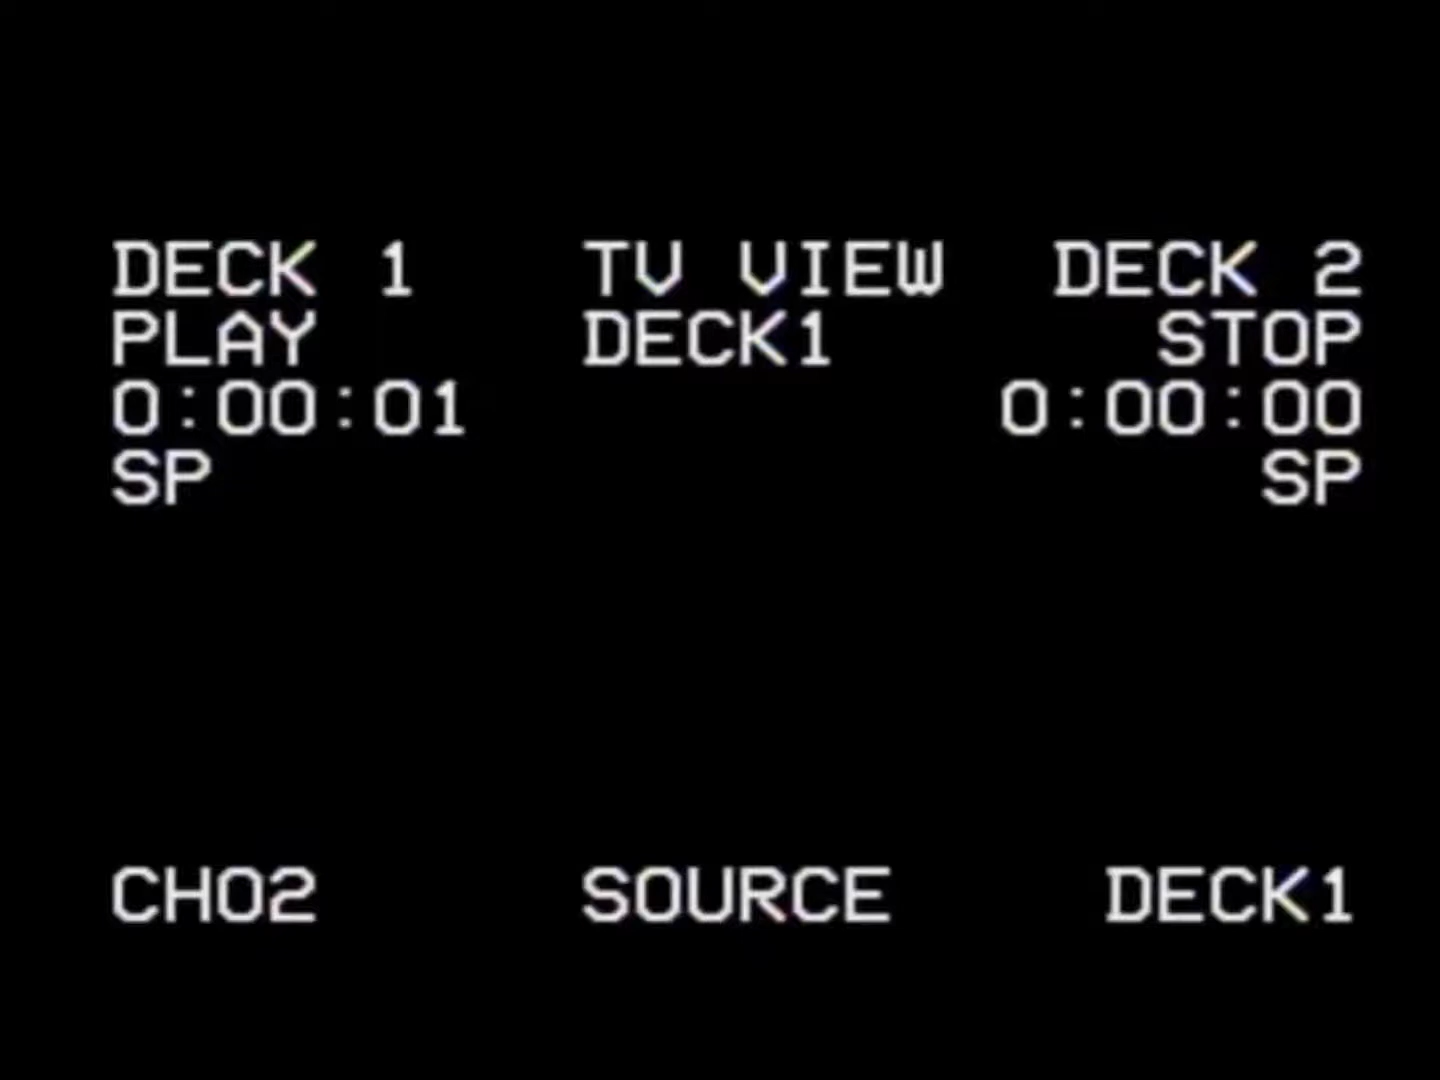 DECK 1 TV VIEW DECK 2
PLAY DECK1 STOP
0:00:01 0:00:00
SP SP
CH02 SOURCE DECK1